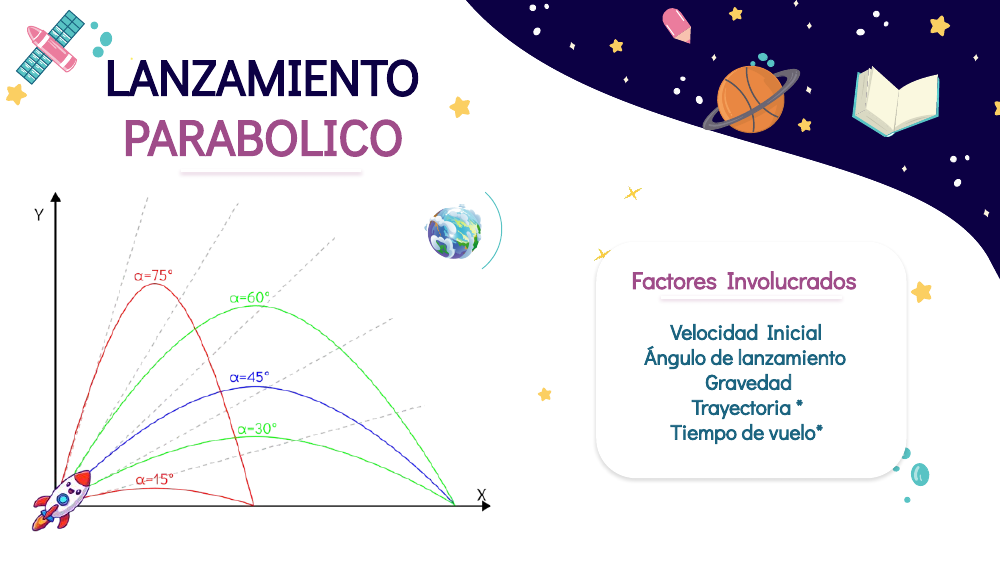 LANZAMIENTO
PARABOLICO
Y
α=75°
α=60°
α=45°
α=30°
α=15°
X
Factores Involucrados
Velocidad Inicial
Ángulo de lanzamiento
Gravedad
Trayectoria *
Tiempo de vuelo*